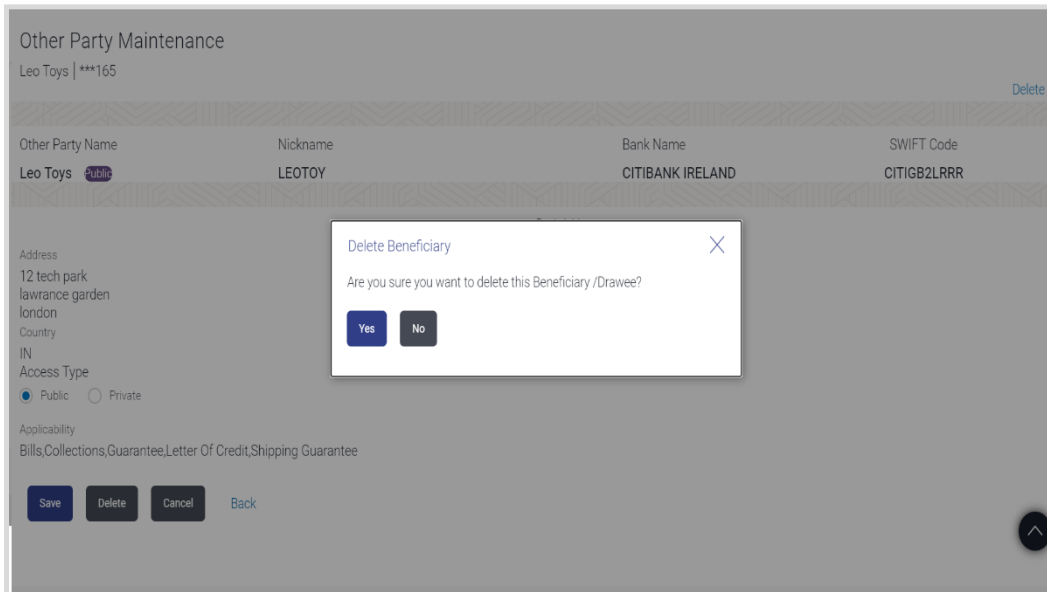 Other Party Maintenance
Leo Toys | ***165
Delete
Other Party Name Nickname Bank Name SWIFT Code
Leo Toys Public LEOTOY CITIBANK IRELAND CITIGB2LRRR
Delete Beneficiary
Are you sure you want to delete this Beneficiary /Drawee?
Yes No
Address
12 tech park
lawrance garden
london
Country
IN
Access Type
Public Private
Applicability
Bills,Collections,Guarantee,Letter Of Credit,Shipping Guarantee
Save Delete Cancel Back